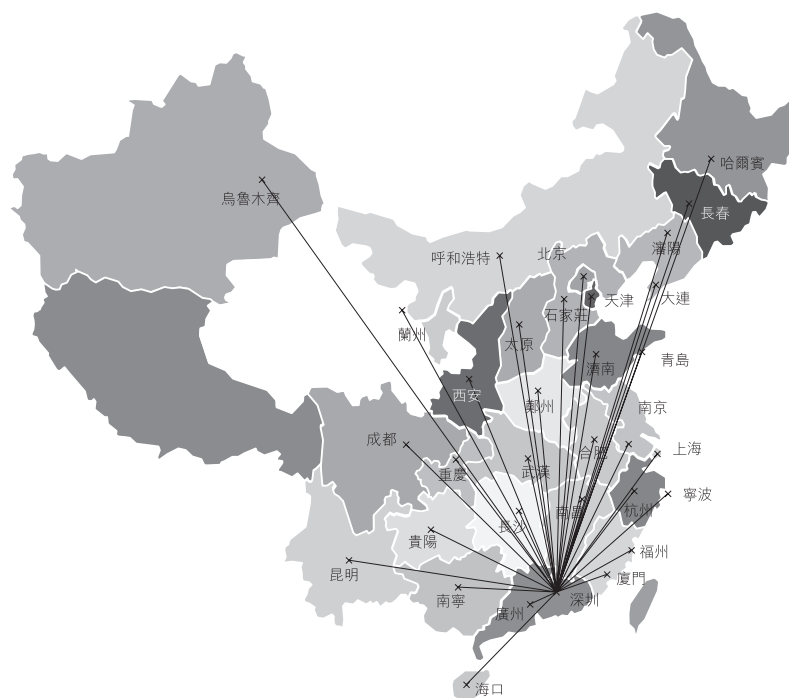 哈爾賓
烏魯木齊
長春
瀋陽
北京
呼和浩特
大連
天津
石家莊
蘭州
太原
青島
濟南
西安
鄭州
南京
成都
上海
合肥
武漢
重慶
寧波
杭州
南昌
長沙
貴陽
福州
昆明
廈門
南寧
深圳
廣州
海口